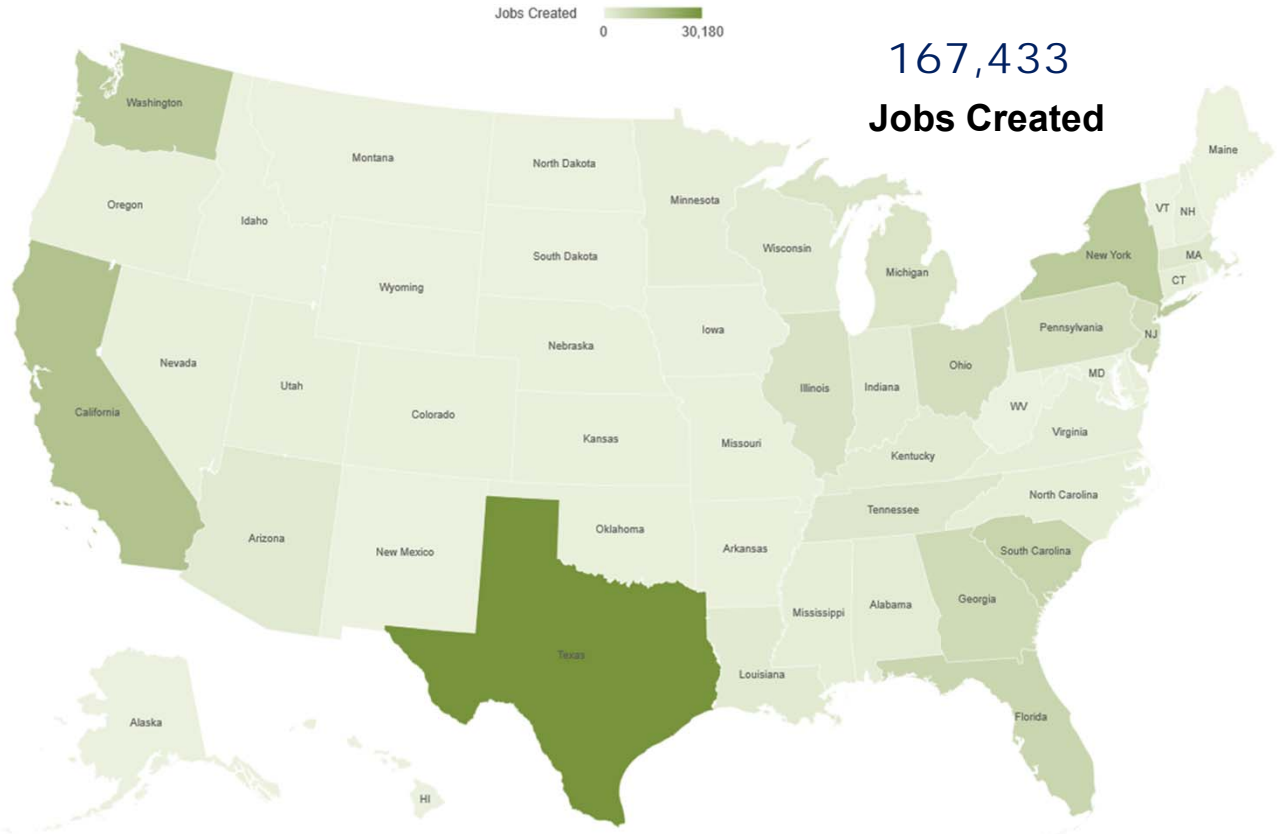 Jobs Created
0 30,180
167,433
Jobs Created
Washington
Montana
North Dakota
Minnesota
Maine
Oregon
Idaho
South Dakota
Wisconsin
Michigan
VT
NH
New York
MA
CT
Wyoming
Iowa
Pennsylvania
NJ
Nebraska
Nevada
Utah
Colorado
Illinois
Indiana
Ohio
MD
WV
California
Kansas
Missouri
Kentucky
Virginia
Arizona
New Mexico
Oklahoma
Arkansas
Tennessee
North Carolina
South Carolina
Texas
Mississippi
Alabama
Georgia
Louisiana
Florida
Alaska
HI